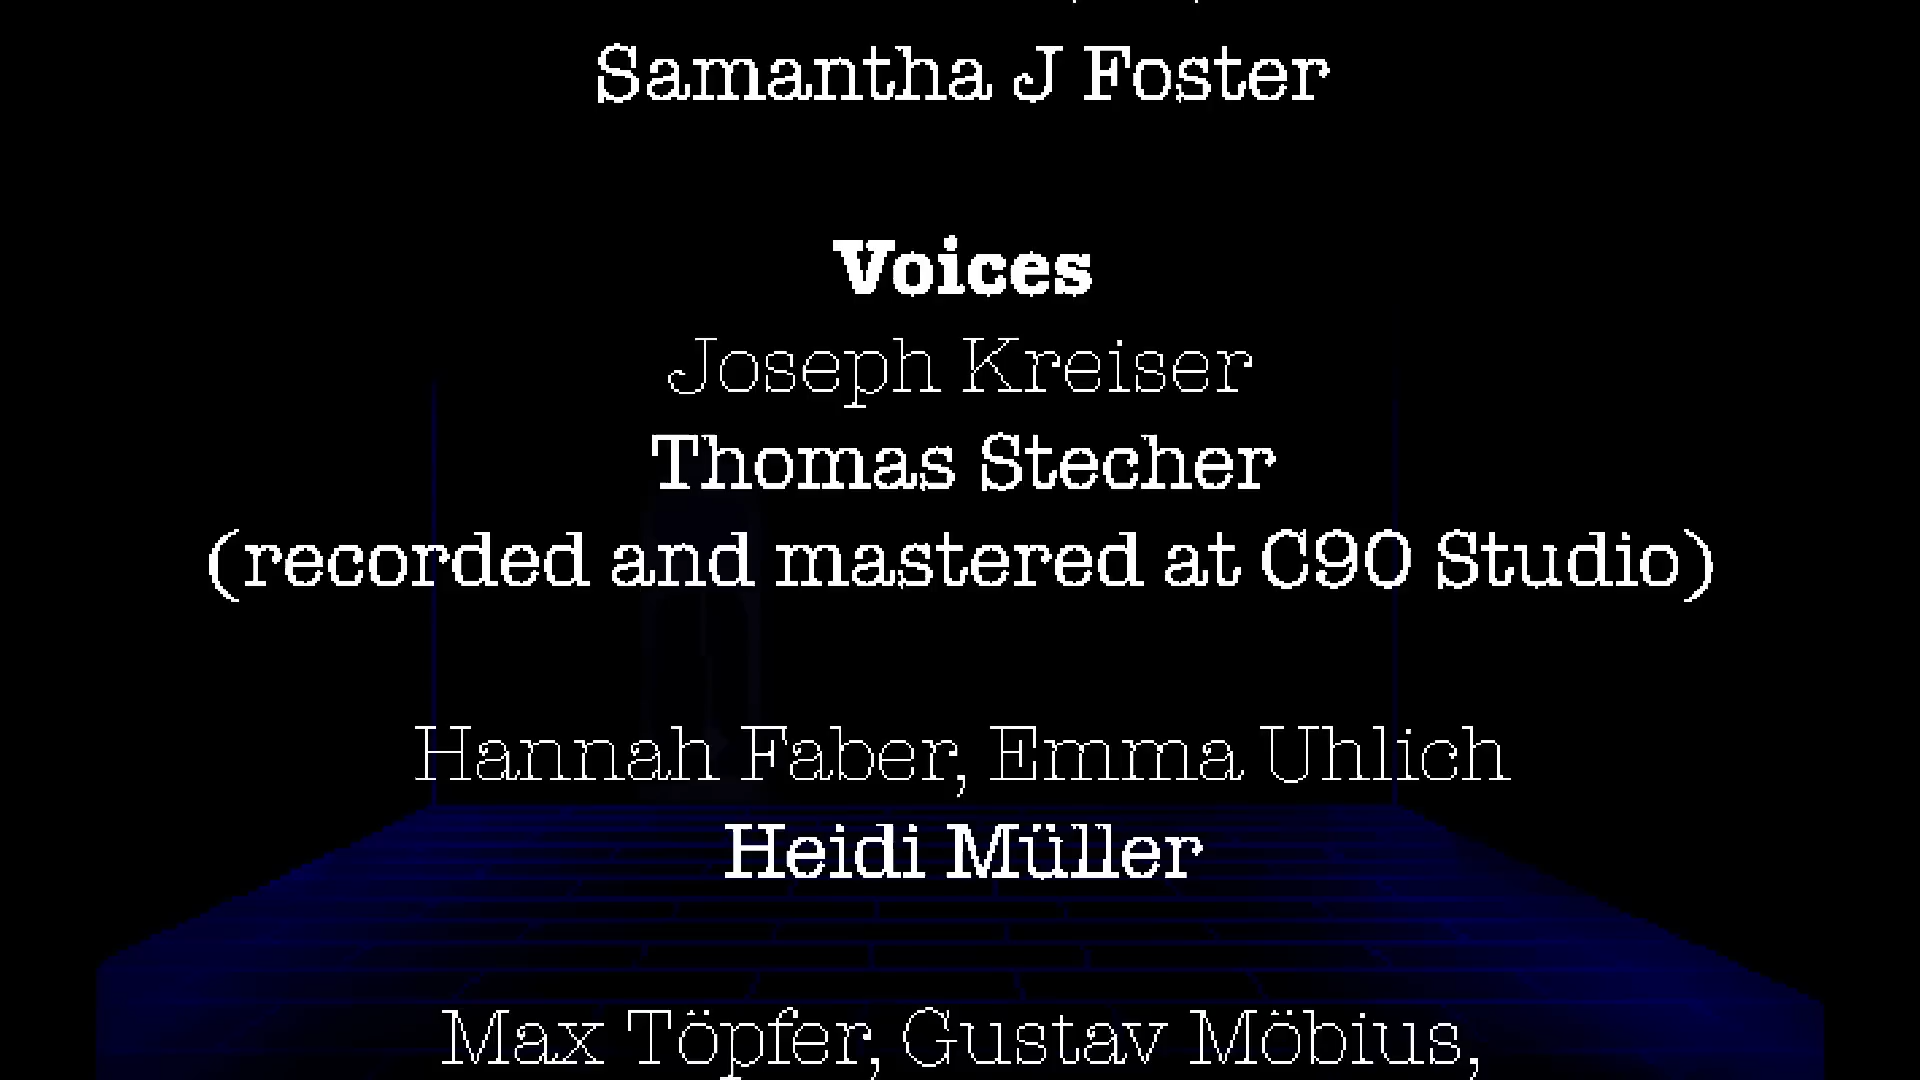 Samantha J Foster
Voices
Joseph Kreiser
Thomas Stecher
(recorded and mastered at C90 Studio)
Hannah Faber, Emma Uhlich
Heidi Müller
Max Töpfer, Gustav Möbius,